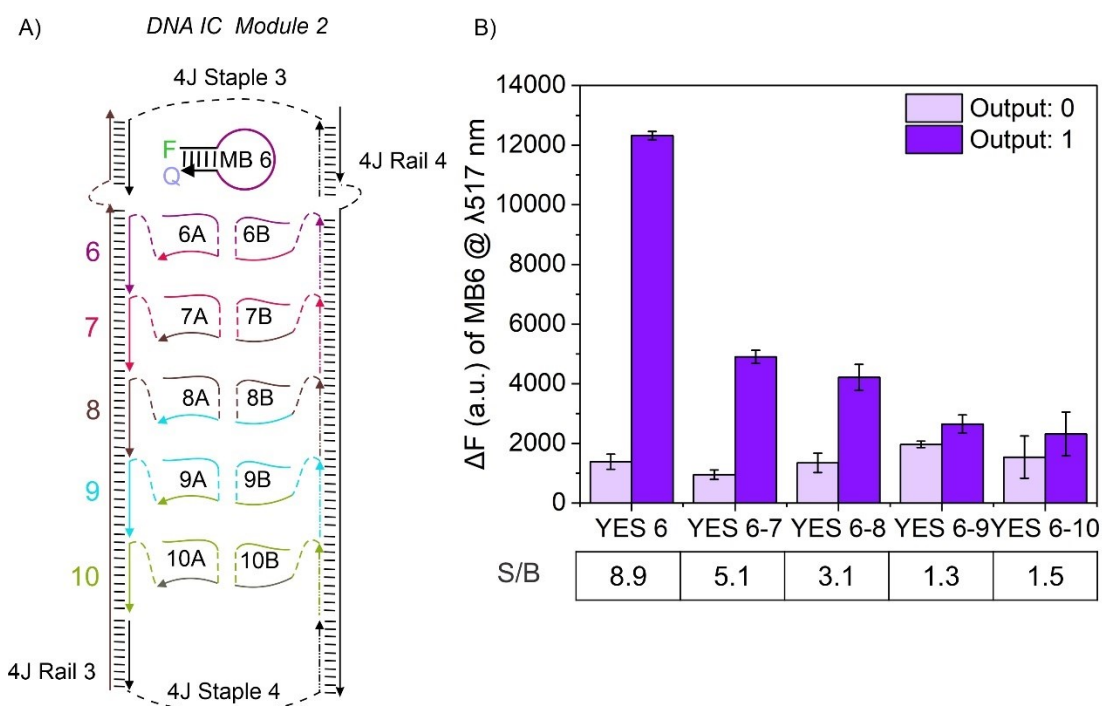 A)
DNA IC Module 2
4J Staple 3
F
Q
MB 6
4J Rail 4
6
6A
6B
7
7A
7B
8
8A
8B
9
9A
9B
10
10A
10B
4J Rail 3
4J Staple 4
B)
ΔF (a.u.) of MB6 @ λ517 nm
14000
12000
10000
8000
6000
4000
2000
0
Output: 0
Output: 1
YES 6 YES 6-7 YES 6-8 YES 6-9 YES 6-10
S/B 8.9 5.1 3.1 1.3 1.5